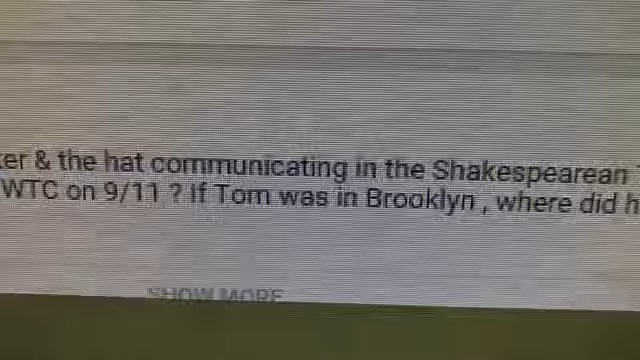 er & the hat communicating in the Shakespearean
WTC on 9/11 ? If Tom was in Brooklyn , where did h
SHOW MORE